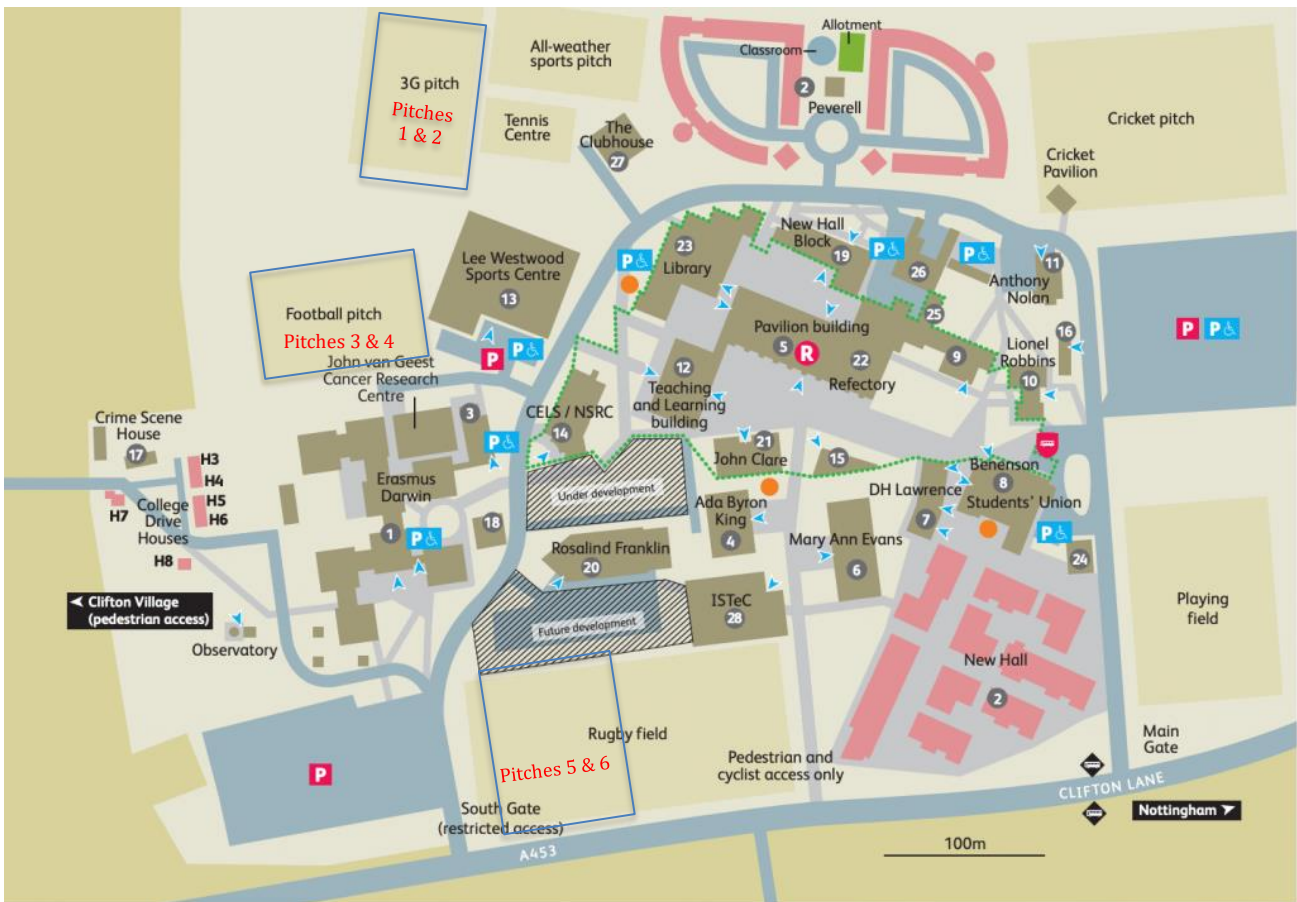 Allotment
Classroom
2
Peverell
3G pitch
Pitches
1 & 2
All-weather
sports pitch
Tennis
Centre
The
Clubhouse
27
Cricket pitch
Cricket
Pavilion
Lee Westwood
Sports Centre
13
P
23
Library
New Hall
Block
19
P
26
P
11
Anthony
Nolan
25
Football pitch
Pitches 3 & 4
P
P
Pavilion building
5
R
22
Refectory
9
16
Lionel
Robbins
10
P
P
John van Geest
Cancer Research
Centre
3
P
12
Teaching
and Learning
building
CELS / NSRC
14
21
John Clare
15
Benenson
8
Students' Union
DH Lawrence
7
P
24
Crime Scene
House
17
H3
H4
H5
H6
H7
College
Drive
Houses
H8
Erasmus
Darwin
1
P
18
Under development
Ada Byron
King
4
Mary Ann Evans
6
Rosalind Franklin
20
ISTeC
28
Future development
Clifton Village
(pedestrian access)
Observatory
Playing
field
New Hall
2
Rugby field
Pitches 5 & 6
Pedestrian and
cyclist access only
Main
Gate
P
South Gate
(restricted access)
CLIFTON LANE
Nottingham
A453
100m